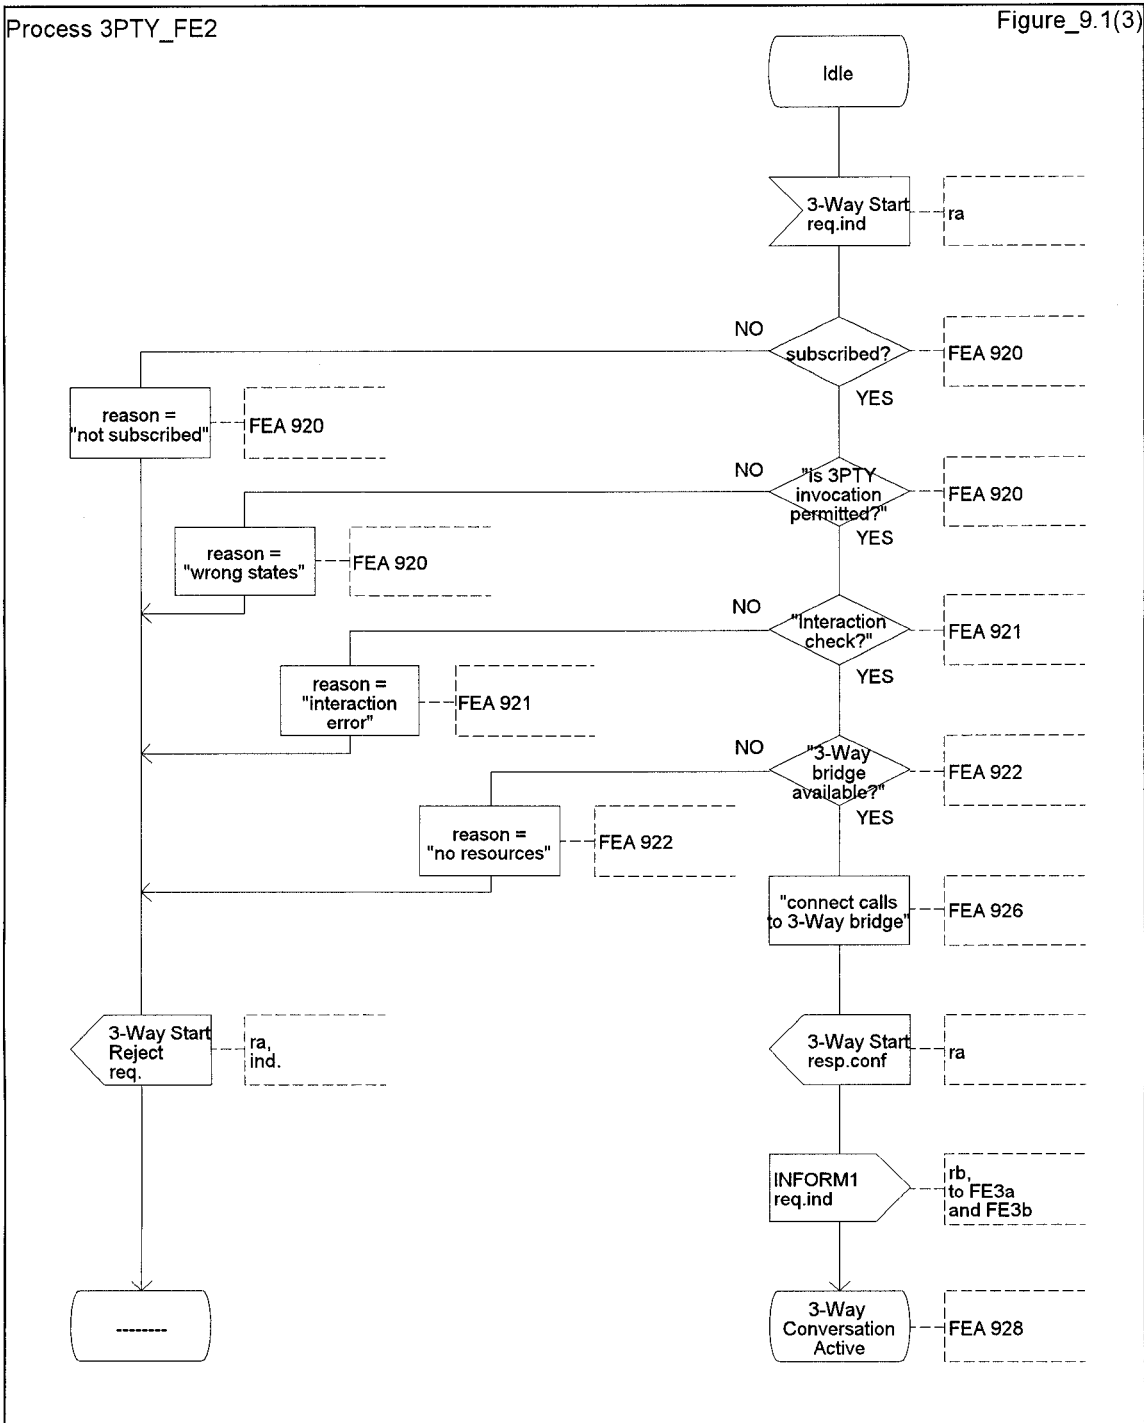 Process 3PTY_FE2
Figure_9.1(3)
Idle
3-Way Start
req.ind
ra
NO
subscribed?
FEA 920
YES
reason =
"not subscribed"
FEA 920
NO
"is 3PTY
invocation
permitted?"
FEA 920
YES
reason =
"wrong states"
FEA 920
NO
"Interaction
check?"
FEA 921
YES
reason =
"interaction
error"
FEA 921
NO
"3-Way
bridge
available?"
FEA 922
YES
reason =
"no resources"
FEA 922
"connect calls
to 3-Way bridge"
FEA 926
3-Way Start
Reject
req.
ra,
ind.
3-Way Start
resp.conf
ra
INFORM1
req.ind
rb,
to FE3a
and FE3b
--------
3-Way
Conversation
Active
FEA 928